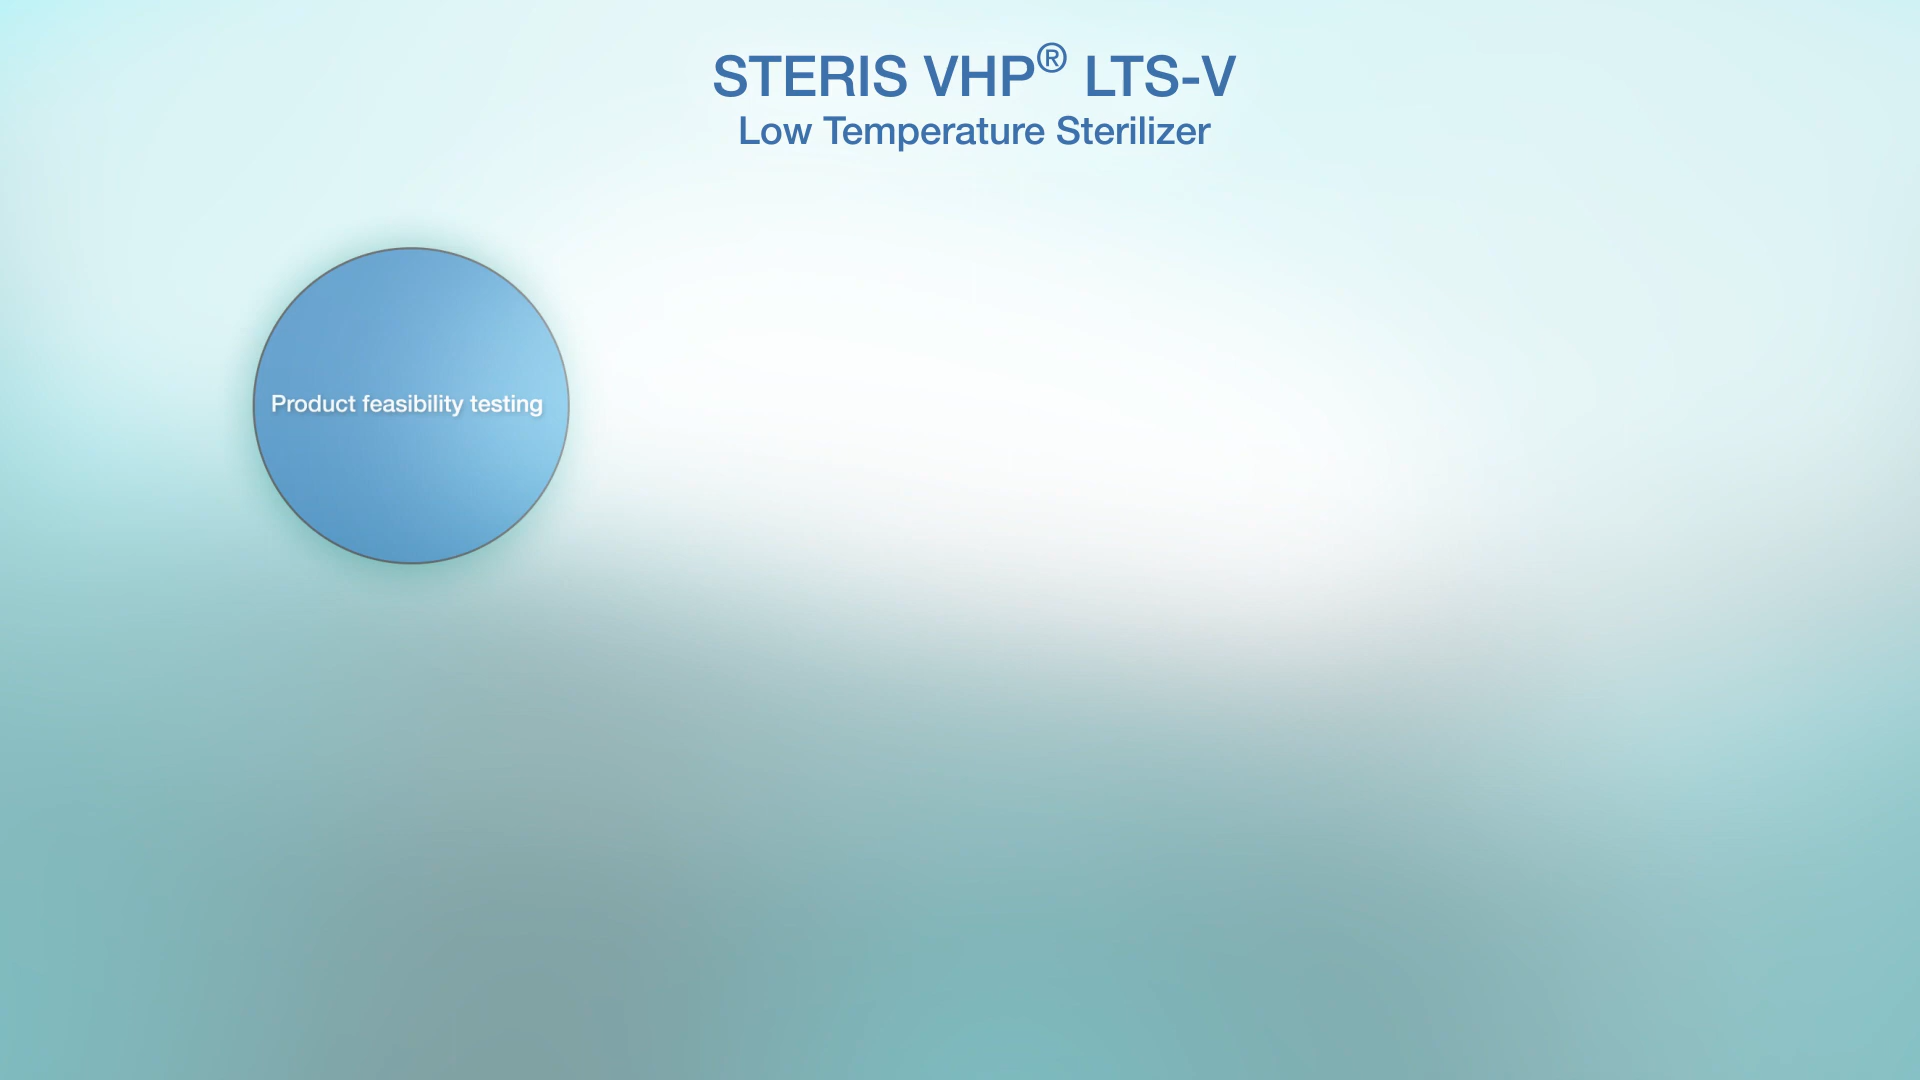 STERIS VHP® LTS-V
Low Temperature Sterilizer
Product feasibility testing